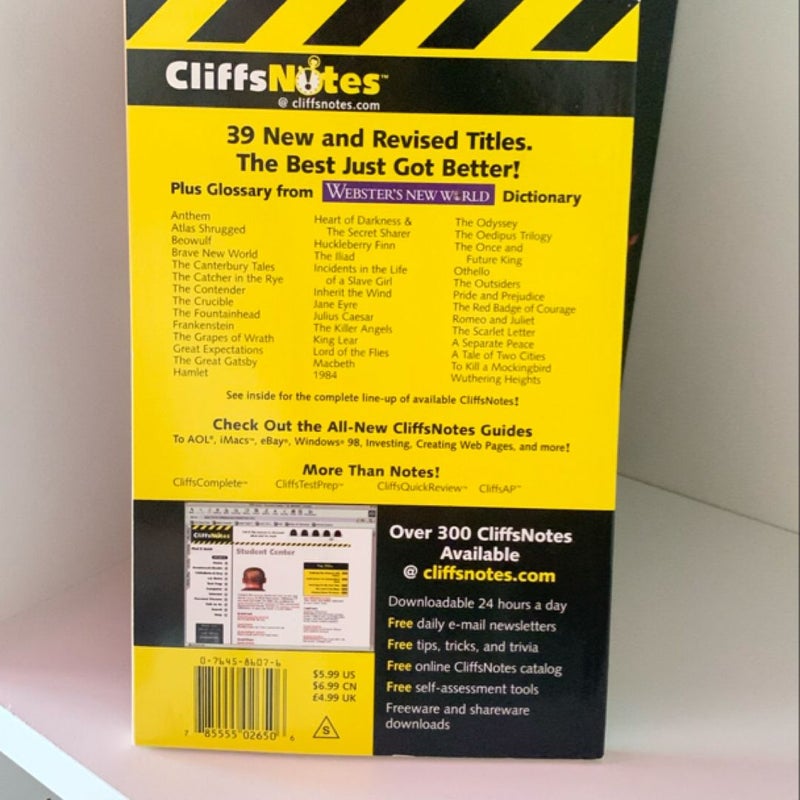 CliffsNotes™
@ cliffsnotes.com
39 New and Revised Titles.
The Best Just Got Better!
Plus Glossary from WEBSTER'S NEW WORLD Dictionary
Anthem
Atlas Shrugged
Beowulf
Brave New World
The Canterbury Tales
The Catcher in the Rye
The Contender
The Crucible
The Fountainhead
Frankenstein
The Grapes of Wrath
Great Expectations
The Great Gatsby
Hamlet
Heart of Darkness &
The Secret Sharer
Huckleberry Finn
The Iliad
Incidents in the Life
of a Slave Girl
Inherit the Wind
Jane Eyre
Julius Caesar
The Killer Angels
King Lear
Lord of the Flies
Macbeth
1984
The Odyssey
The Oedipus Trilogy
The Once and
Future King
Othello
The Outsiders
Pride and Prejudice
The Red Badge of Courage
Romeo and Juliet
The Scarlet Letter
A Separate Peace
A Tale of Two Cities
To Kill a Mockingbird
Wuthering Heights
See inside for the complete line-up of available CliffsNotes!
Check Out the All-New CliffsNotes Guides
To AOL®, iMacs™, eBay®, Windows® 98, Investing, Creating Web Pages, and more!
More Than Notes!
CliffsComplete™ CliffsTestPrep™ CliffsQuickReview™ CliffsAP™
CliffsNotes
Student Center
Over 300 CliffsNotes
Available
@ cliffsnotes.com
Downloadable 24 hours a day
Free daily e-mail newsletters
Free tips, tricks, and trivia
Free online CliffsNotes catalog
Free self-assessment tools
Freeware and shareware
downloads
0-7645-8607-6
$5.99 US
$6.99 CN
£4.99 UK
S
7 85555 02650 6